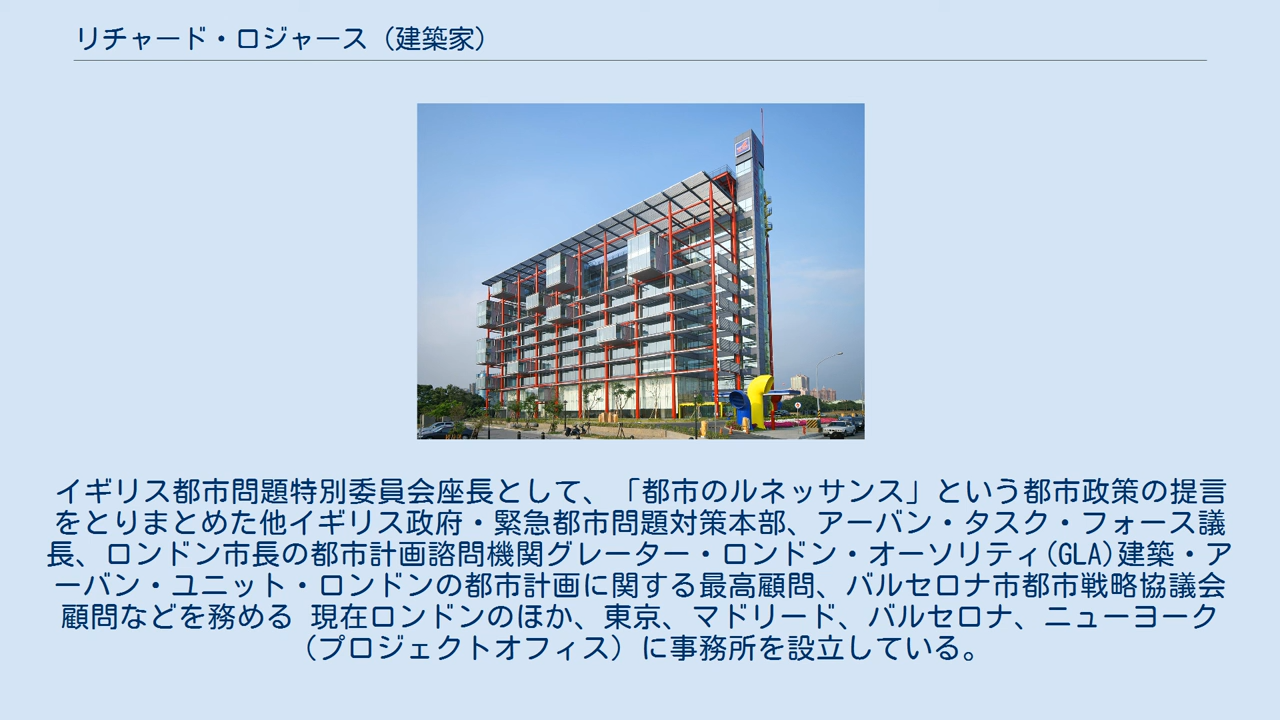 リチャード・ロジャース（建築家）
イギリス都市問題特別委員会座長として、「都市のルネッサンス」という都市政策の提言
をとりまとめた他イギリス政府・緊急都市問題対策本部、アーバン・タスク・フォース議
長、ロンドン市長の都市計画諮問機関グレーター・ロンドン・オーソリティ(GLA)建築・ア
ーバン・ユニット・ロンドンの都市計画に関する最高顧問、バルセロナ市都市戦略協議会
顧問などを務める 現在ロンドンのほか、東京、マドリード、バルセロナ、ニューヨーク
（プロジェクトオフィス）に事務所を設立している。